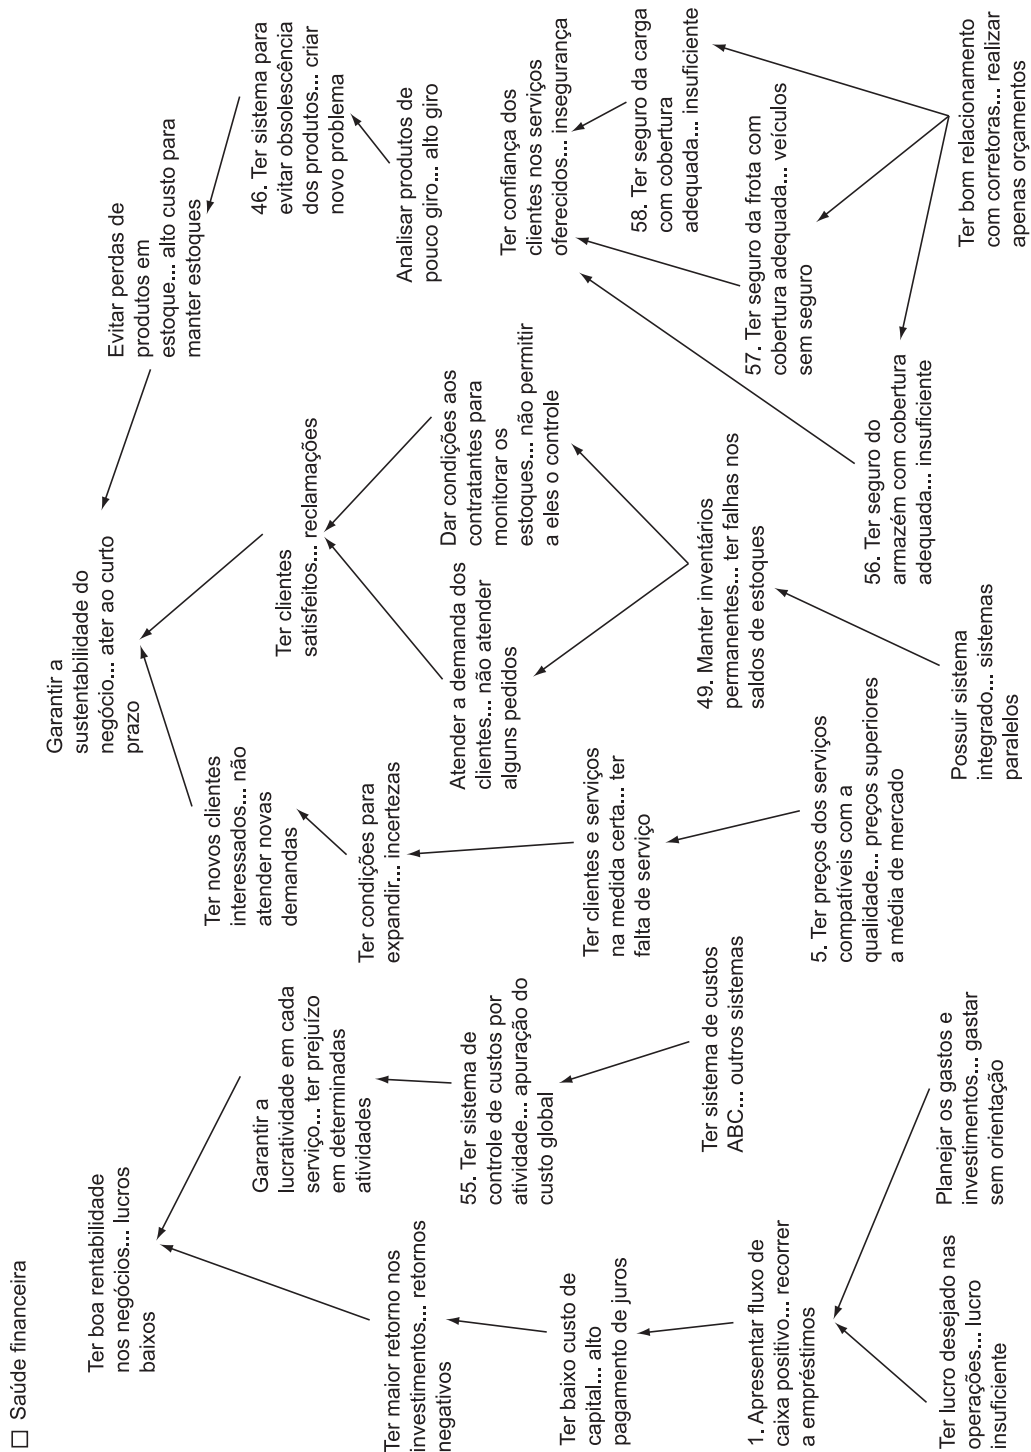 □ Saúde financeira
Ter boa rentabilidade
nos negócios... lucros
baixos
Garantir a
sustentabilidade do
negócio... ater ao curto
prazo
Evitar perdas de
produtos em
estoque... alto custo para
manter estoques
Ter maior retorno nos
investimentos... retornos
negativos
Garantir a
lucratividade em cada
serviço... ter prejuízo
em determinadas
atividades
Ter novos clientes
interessados... não
atender novas
demandas
Ter clientes
satisfeitos... reclamações
46. Ter sistema para
evitar obsolescência
dos produtos... criar
novo problema
Ter condições para
expandir... incertezas
Analisar produtos de
pouco giro... alto giro
Ter baixo custo de
capital... alto
pagamento de juros
55. Ter sistema de
controle de custos por
atividade... apuração do
custo global
Ter clientes e serviços
na medida certa... ter
falta de serviço
Atender a demanda dos
clientes... não atender
alguns pedidos
Dar condições aos
contratantes para
monitorar os
estoques... não permitir
a eles o controle
Ter confiança dos
clientes nos serviços
oferecidos... insegurança
1. Apresentar fluxo de
caixa positivo... recorrer
a empréstimos
Ter sistema de custos
ABC... outros sistemas
5. Ter preços dos serviços
compatíveis com a
qualidade... preços superiores
a média de mercado
49. Manter inventários
permanentes... ter falhas nos
saldos de estoques
56. Ter seguro do
armazém com cobertura
adequada... insuficiente
57. Ter seguro da frota com
cobertura adequada... veículos
sem seguro
58. Ter seguro da carga
com cobertura
adequada... insuficiente
Ter lucro desejado nas
operações... lucro
insuficiente
Planejar os gastos e
investimentos... gastar
sem orientação
Possuir sistema
integrado... sistemas
paralelos
Ter bom relacionamento
com corretoras... realizar
apenas orçamentos